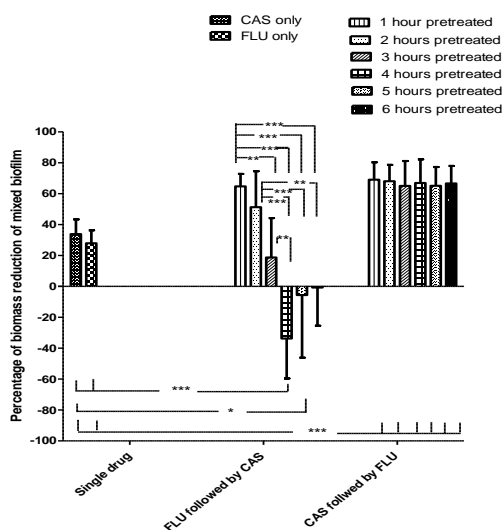 CAS only
FLU only
1 hour pretreated
2 hours pretreated
3 hours pretreated
4 hours pretreated
5 hours pretreated
6 hours pretreated
Percentage of biomass reduction of mixed biofilm
100
80
60
40
20
0
-20
-40
-60
-80
-100
***
***
***
**
**
***
***
**
***
*
***
Single drug
FLU followed by CAS
CAS follwed by FLU